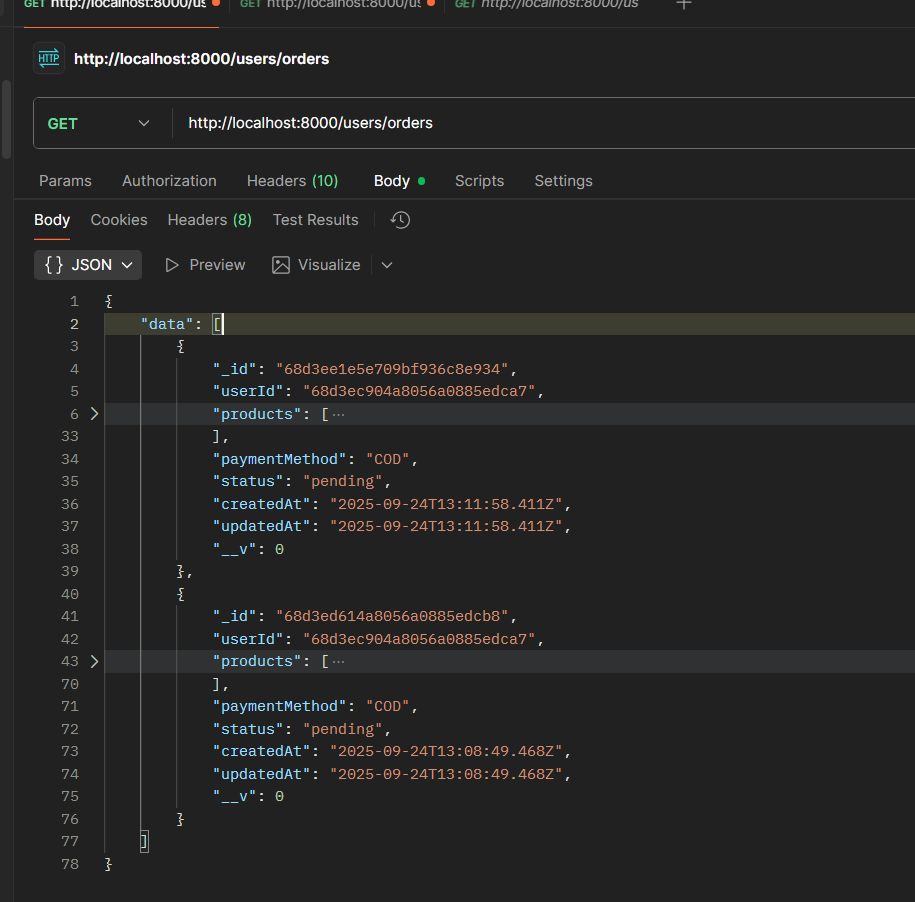 GET http://localhost:8000/us GET http://localhost:8000/us GET http://localhost:8000/us +
HTTP http://localhost:8000/users/orders
GET http://localhost:8000/users/orders
Params Authorization Headers (10) Body Scripts Settings
Body Cookies Headers (8) Test Results
{} JSON Preview Visualize
1 {
2 "data": [
3 {
4 "_id": "68d3ee1e5e709bf936c8e934",
5 "userId": "68d3ec904a8056a0885edca7",
6 "products": [ ···
33 ],
34 "paymentMethod": "COD",
35 "status": "pending",
36 "createdAt": "2025-09-24T13:11:58.411Z",
37 "updatedAt": "2025-09-24T13:11:58.411Z",
38 "__v": 0
39 },
40 {
41 "_id": "68d3ed614a8056a0885edcb8",
42 "userId": "68d3ec904a8056a0885edca7",
43 "products": [ ···
70 ],
71 "paymentMethod": "COD",
72 "status": "pending",
73 "createdAt": "2025-09-24T13:08:49.468Z",
74 "updatedAt": "2025-09-24T13:08:49.468Z",
75 "__v": 0
76 }
77 ]
78 }